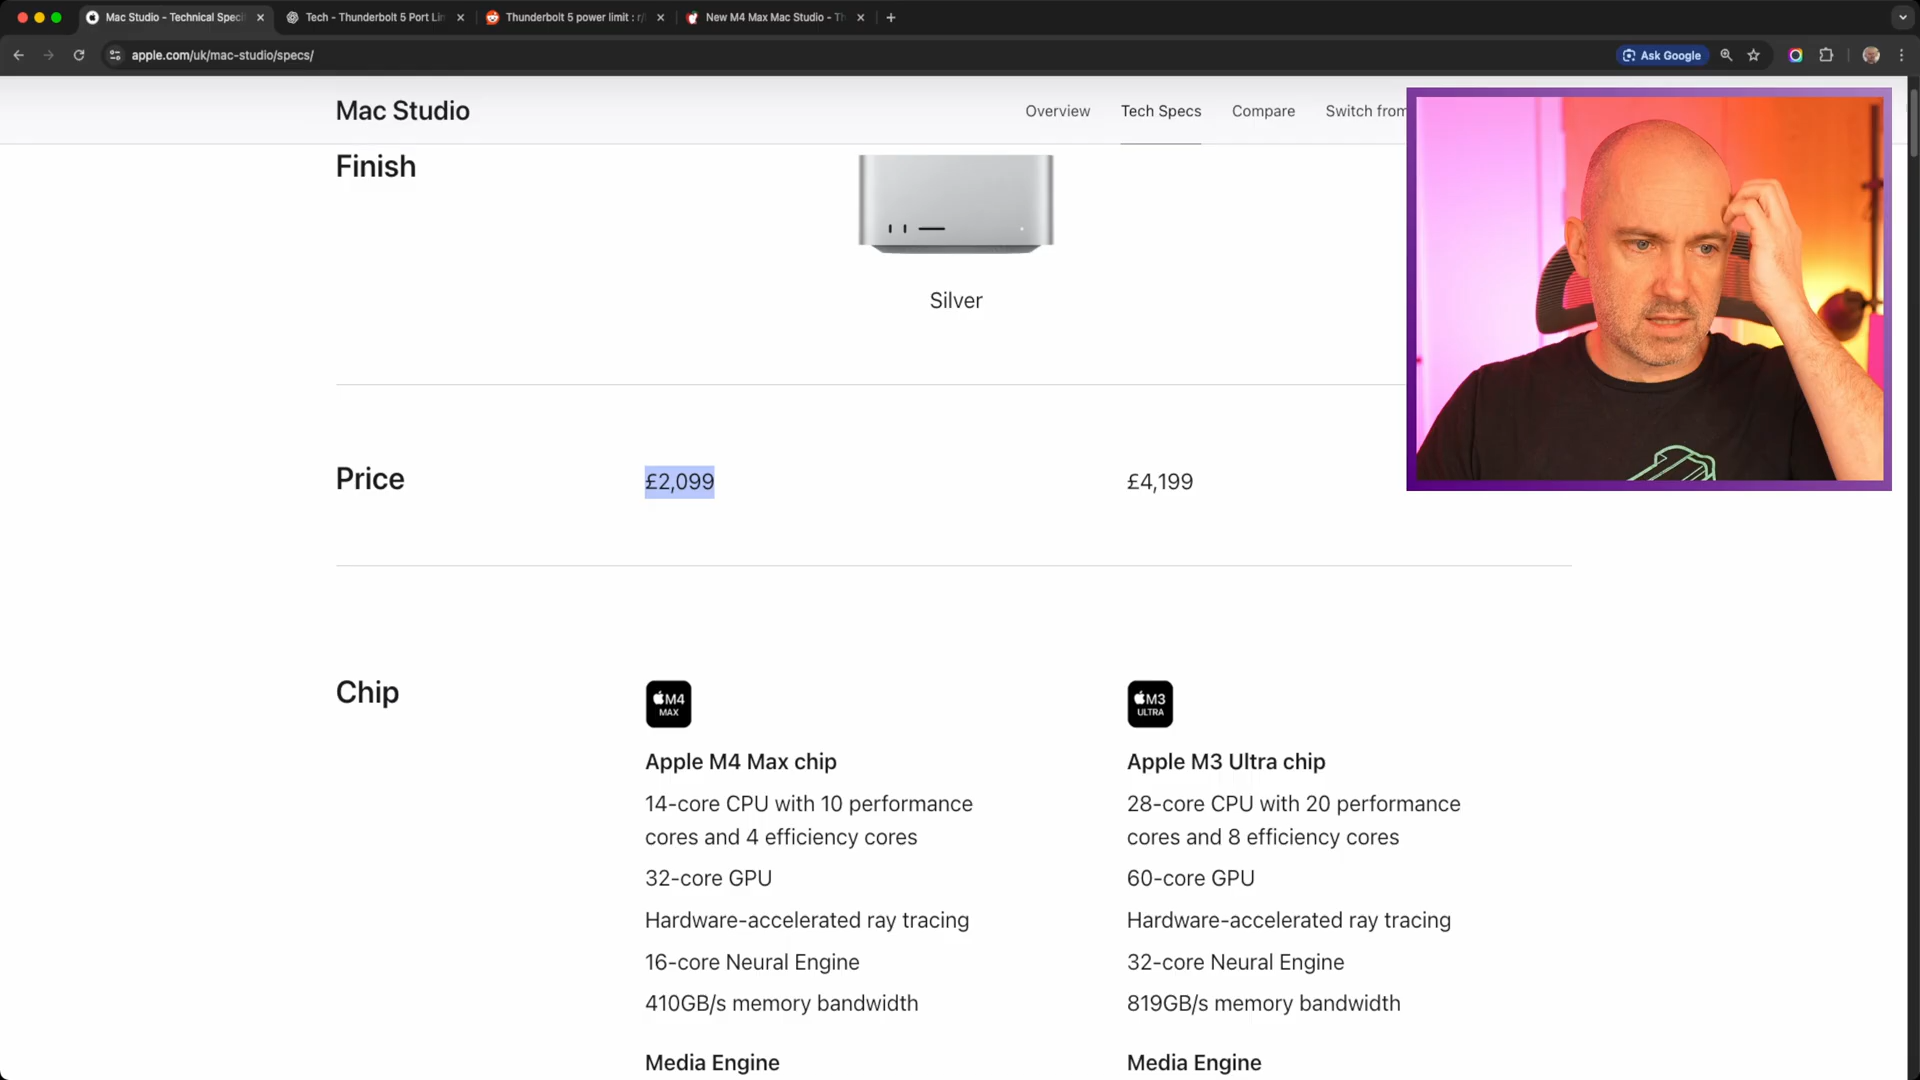 Mac Studio - Technical Speci
Tech - Thunderbolt 5 Port Lin
Thunderbolt 5 power limit : r/
New M4 Max Mac Studio - Th
apple.com/uk/mac-studio/specs/
Ask Google
Mac Studio
Overview
Tech Specs
Compare
Switch from
Finish
Silver
Price
£2,099
£4,199
Chip
M4
MAX
M3
ULTRA
Apple M4 Max chip
14-core CPU with 10 performance
cores and 4 efficiency cores
32-core GPU
Hardware-accelerated ray tracing
16-core Neural Engine
410GB/s memory bandwidth
Media Engine
Apple M3 Ultra chip
28-core CPU with 20 performance
cores and 8 efficiency cores
60-core GPU
Hardware-accelerated ray tracing
32-core Neural Engine
819GB/s memory bandwidth
Media Engine